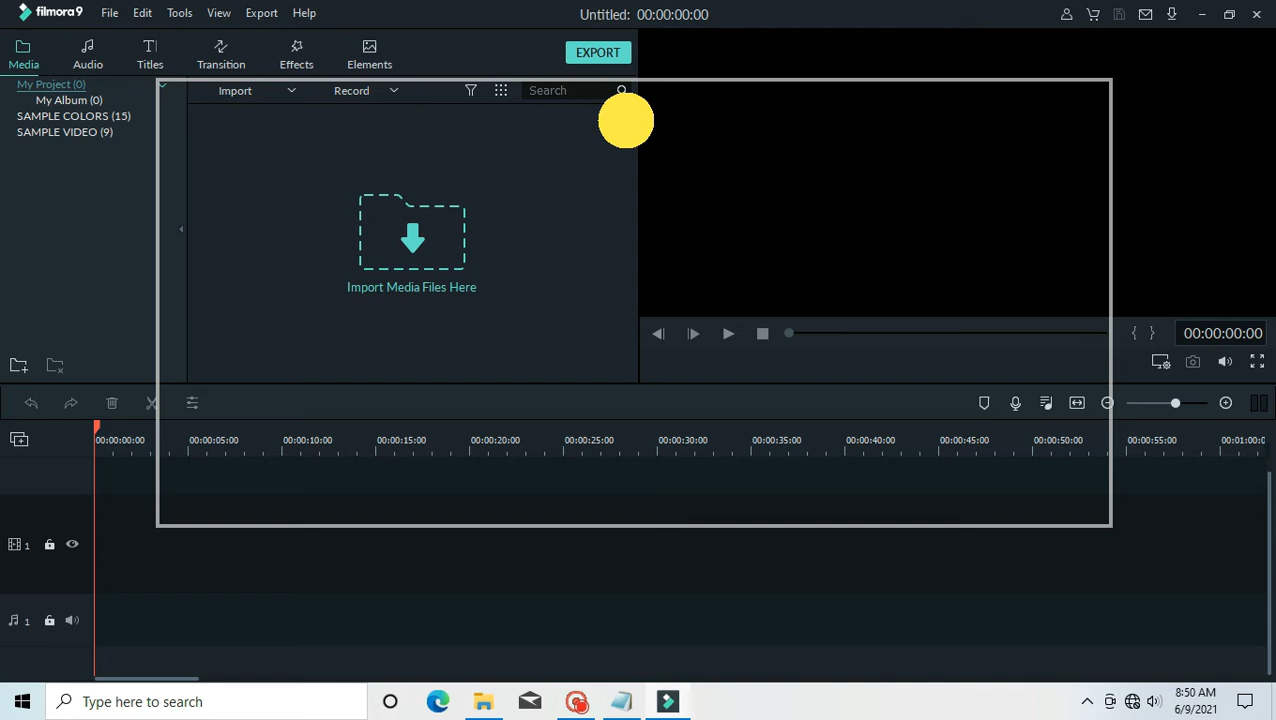 filmora9 File Edit Tools View Export Help Untitled: 00:00:00:00
Media Audio Titles Transition Effects Elements EXPORT
My Project (0)
My Album (0)
SAMPLE COLORS (15)
SAMPLE VIDEO (9)
Import Record Search
Import Media Files Here
{ } 00:00:00:00
00:00:00:00 00:00:05:00 00:00:10:00 00:00:15:00 00:00:20:00 00:00:25:00 00:00:30:00 00:00:35:00 00:00:40:00 00:00:45:00 00:00:50:00 00:00:55:00 00:01:00:0
1
1
Type here to search
8:50 AM
6/9/2021